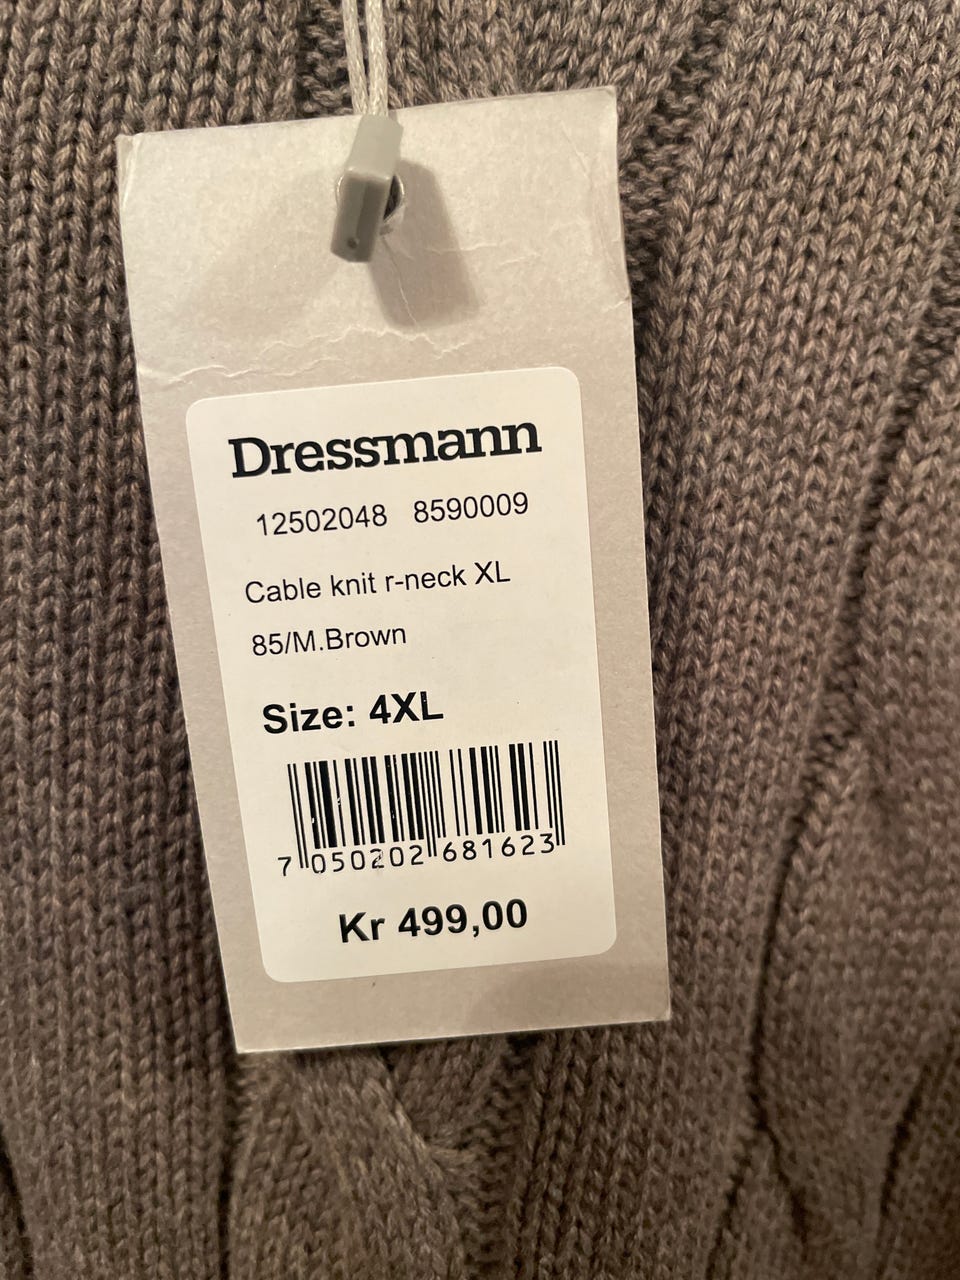 Dressmann
12502048 8590009
Cable knit r-neck XL
85/M.Brown
Size: 4XL
7 050202 681623
Kr 499,00